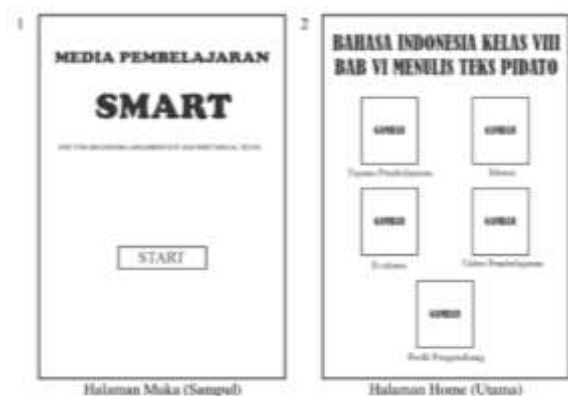 1
MEDIA PEMBELAJARAN
SMART
START
Halaman Muka (Sampul)
2
BAHASA INDONESIA KELAS VIII
BAB VI MENULIS TEKS PIDATO
GAMBAR
GAMBAR
Tujuan Pembelajaran
Materi
GAMBAR
GAMBAR
Evaluasi
Video Pembelajaran
GAMBAR
Profil Pengembang
Halaman Home (Utama)